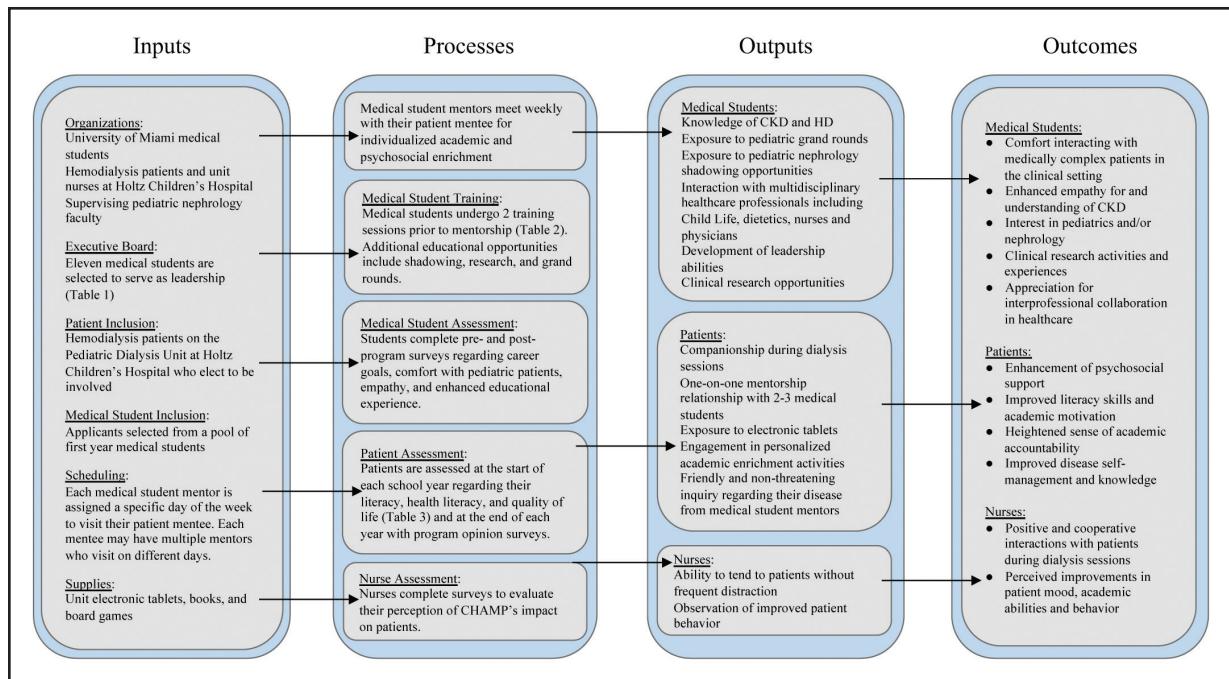 Inputs
Processes
Outputs
Outcomes
Organizations:
University of Miami medical
students
Hemodialysis patients and unit
nurses at Holtz Children's Hospital
Supervising pediatric nephrology
faculty
Executive Board:
Eleven medical students are
selected to serve as leadership
(Table 1)
Patient Inclusion:
Hemodialysis patients on the
Pediatric Dialysis Unit at Holtz
Children's Hospital who elect to be
involved
Medical Student Inclusion:
Applicants selected from a pool of
first year medical students
Scheduling:
Each medical student mentor is
assigned a specific day of the week
to visit their patient mentee. Each
mentee may have multiple mentors
who visit on different days.
Supplies:
Unit electronic tablets, books, and
board games
Medical student mentors meet weekly
with their patient mentee for
individualized academic and
psychosocial enrichment
Medical Student Training:
Medical students undergo 2 training
sessions prior to mentorship (Table 2).
Additional educational opportunities
include shadowing, research, and grand
rounds.
Medical Student Assessment:
Students complete pre- and post-
program surveys regarding career
goals, comfort with pediatric patients,
empathy, and enhanced educational
experience.
Patient Assessment:
Patients are assessed at the start of
each school year regarding their
literacy, health literacy, and quality of
life (Table 3) and at the end of each
year with program opinion surveys.
Nurse Assessment:
Nurses complete surveys to evaluate
their perception of CHAMP's impact
on patients.
Medical Students:
Knowledge of CKD and HD
Exposure to pediatric grand rounds
Exposure to pediatric nephrology
shadowing opportunities
Interaction with multidisciplinary
healthcare professionals including
Child Life, dietetics, nurses and
physicians
Development of leadership
abilities
Clinical research opportunities
Patients:
Companionship during dialysis
sessions
One-on-one mentorship
relationship with 2-3 medical
students
Exposure to electronic tablets
Engagement in personalized
academic enrichment activities
Friendly and non-threatening
inquiry regarding their disease
from medical student mentors
Nurses:
Ability to tend to patients without
frequent distraction
Observation of improved patient
behavior
Medical Students:
● Comfort interacting with
medically complex patients in
the clinical setting
● Enhanced empathy for and
understanding of CKD
● Interest in pediatrics and/or
nephrology
● Clinical research activities and
experiences
● Appreciation for
interprofessional collaboration
in healthcare
Patients:
● Enhancement of psychosocial
support
● Improved literacy skills and
academic motivation
● Heightened sense of academic
accountability
● Improved disease self-
management and knowledge
Nurses:
● Positive and cooperative
interactions with patients
during dialysis sessions
● Perceived improvements in
patient mood, academic
abilities and behavior